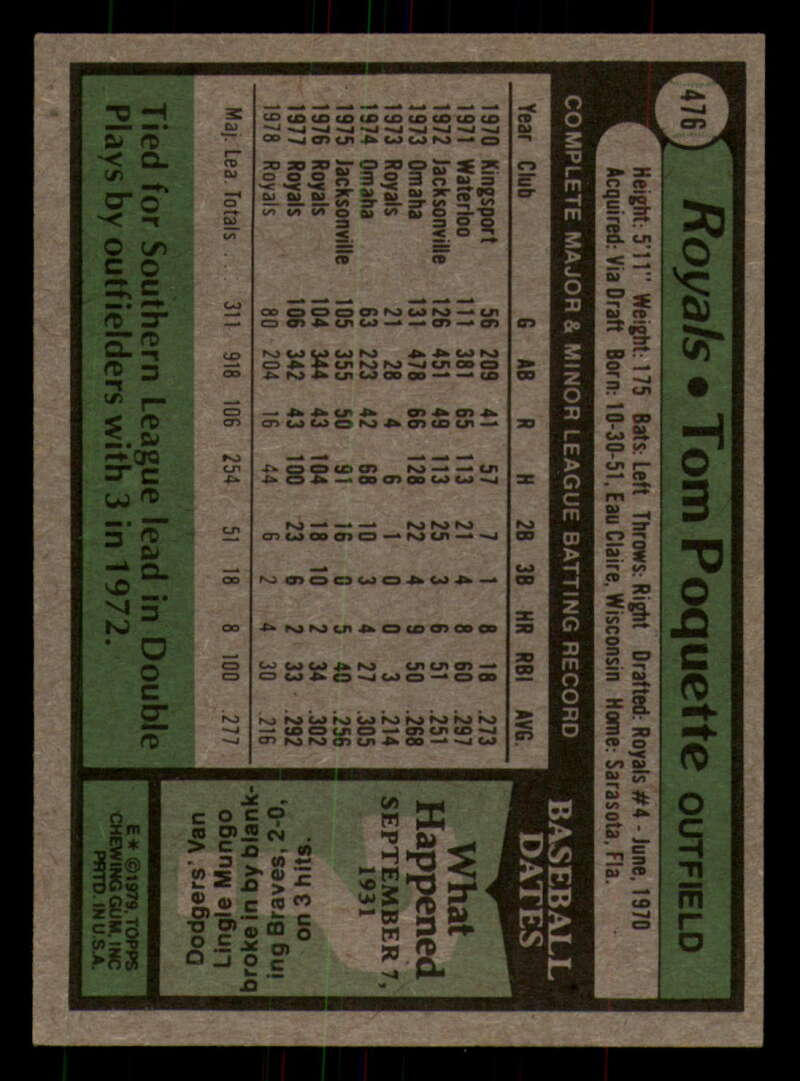 476
Royals • Tom Poquette OUTFIELD
Height: 5'11" Weight: 175 Bats: Left Throws: Right Drafted: Royals #4 - June, 1970
Acquired: Via Draft Born: 10-30-51, Eau Claire, Wisconsin Home: Sarasota, Fla.
COMPLETE MAJOR & MINOR LEAGUE BATTING RECORD
Year Club G AB R H 2B 3B HR RBI AVG.
1970 Kingsport 56 209 41 57 7 1 8 18 .273
1971 Waterloo 111 381 65 113 21 4 8 60 .297
1972 Jacksonville 126 451 49 113 25 3 6 51 .251
1973 Omaha 131 478 66 128 22 4 9 50 .268
1973 Royals 21 28 4 6 1 0 0 3 .214
1974 Omaha 63 223 42 68 10 3 4 27 .305
1975 Jacksonville 105 355 50 91 16 0 5 40 .256
1976 Royals 104 344 43 104 18 10 2 34 .302
1977 Royals 106 342 43 100 23 6 2 33 .292
1978 Royals 80 204 16 44 6 2 4 30 .216
Maj. Lea. Totals . . . 311 918 106 254 51 18 8 100 .277
Tied for Southern League lead in Double
Plays by outfielders with 3 in 1972.
BASEBALL
DATES
What
Happened
SEPTEMBER 7,
1931
Dodgers' Van
Lingle Mungo
broke in by blank-
ing Braves, 2-0,
on 3 hits.
E * © 1979, TOPPS
CHEWING GUM, INC
PRTD. IN U.S.A.